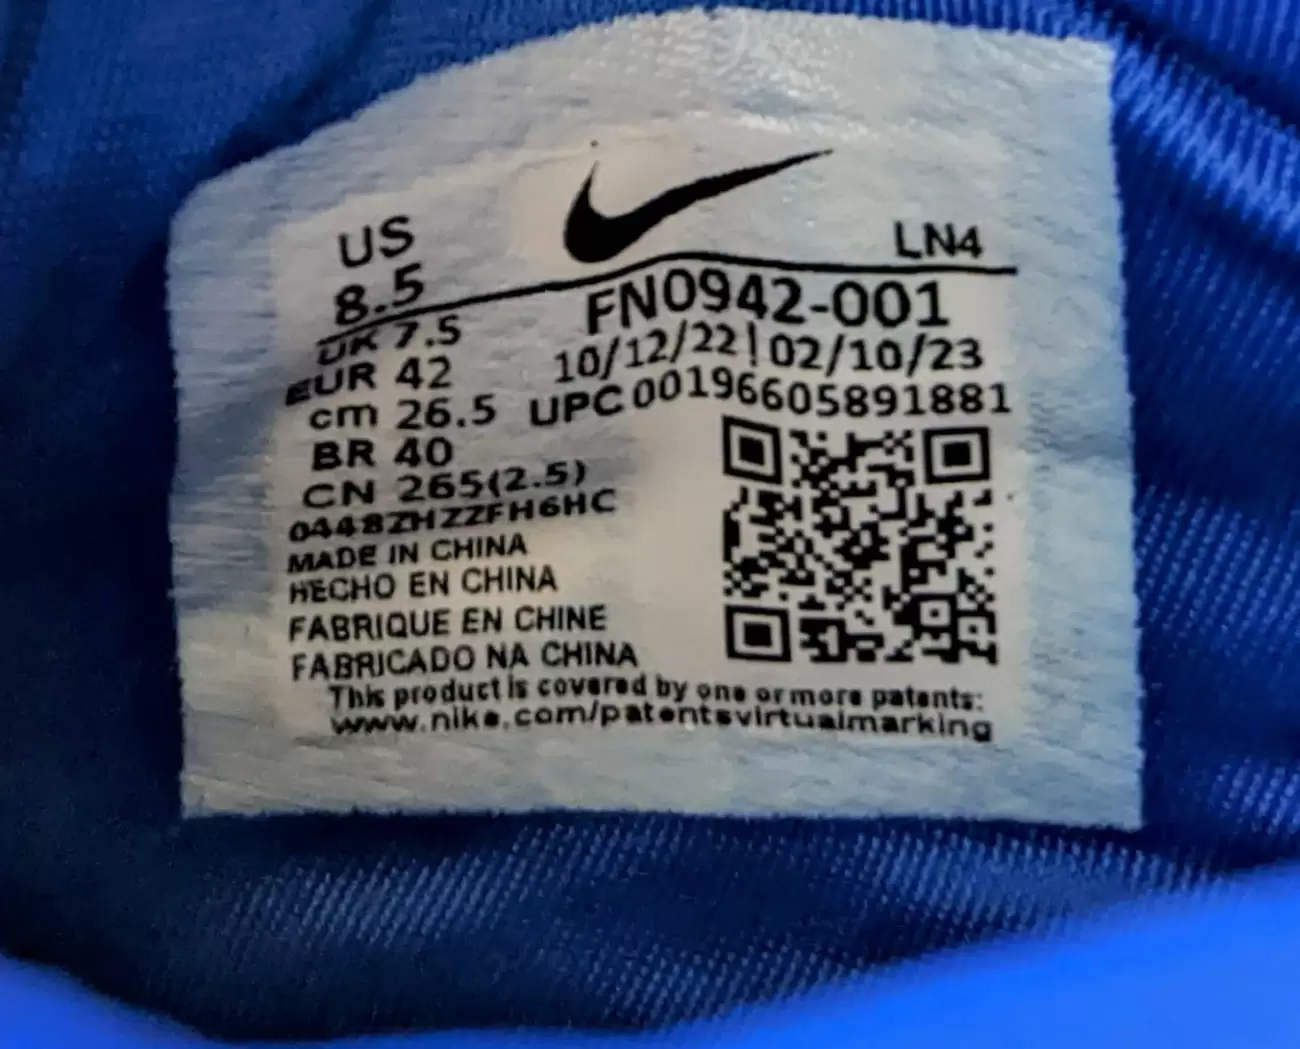 US
8.5
LN4
UK 7.5
FN0942-001
EUR 42
10/12/22|02/10/23
cm 26.5
UPC001966605891881
BR 40
CN 265(2.5)
0448ZHZZFH6HC
MADE IN CHINA
HECHO EN CHINA
FABRIQUE EN CHINE
FABRICADO NA CHINA
This product is covered by one or more patents:
www.nike.com/patentsvirtualmarking